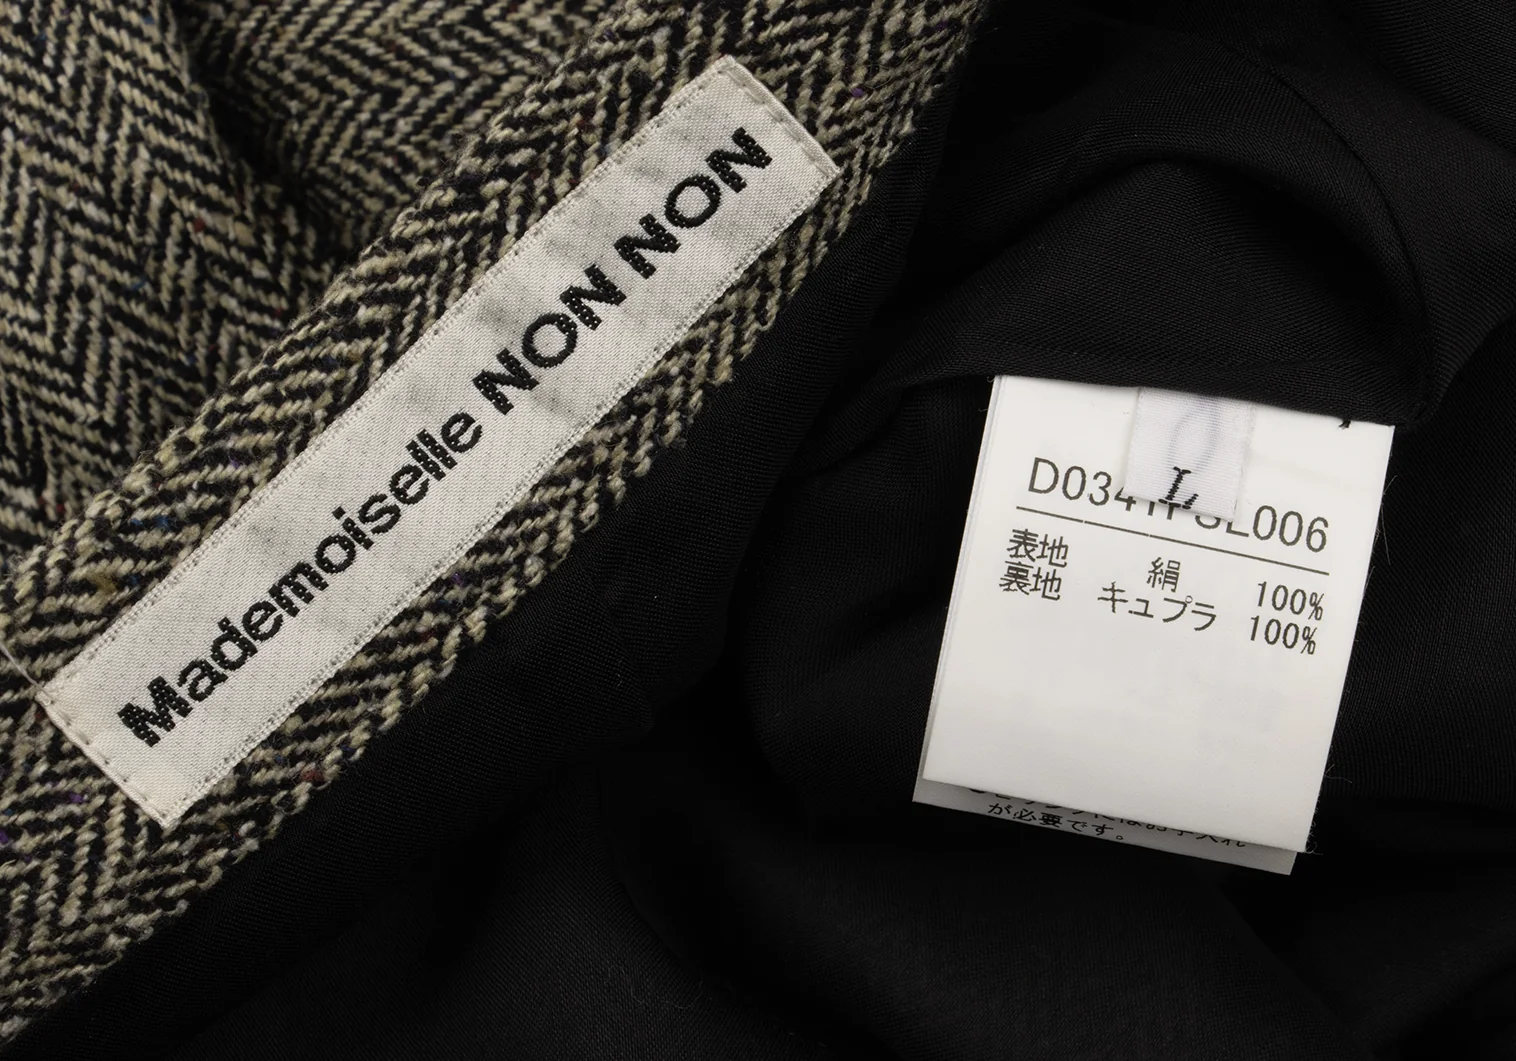 Mademoiselle NON NON
L
表地 絹 100%
裏地 キュプラ 100%
が必要です。